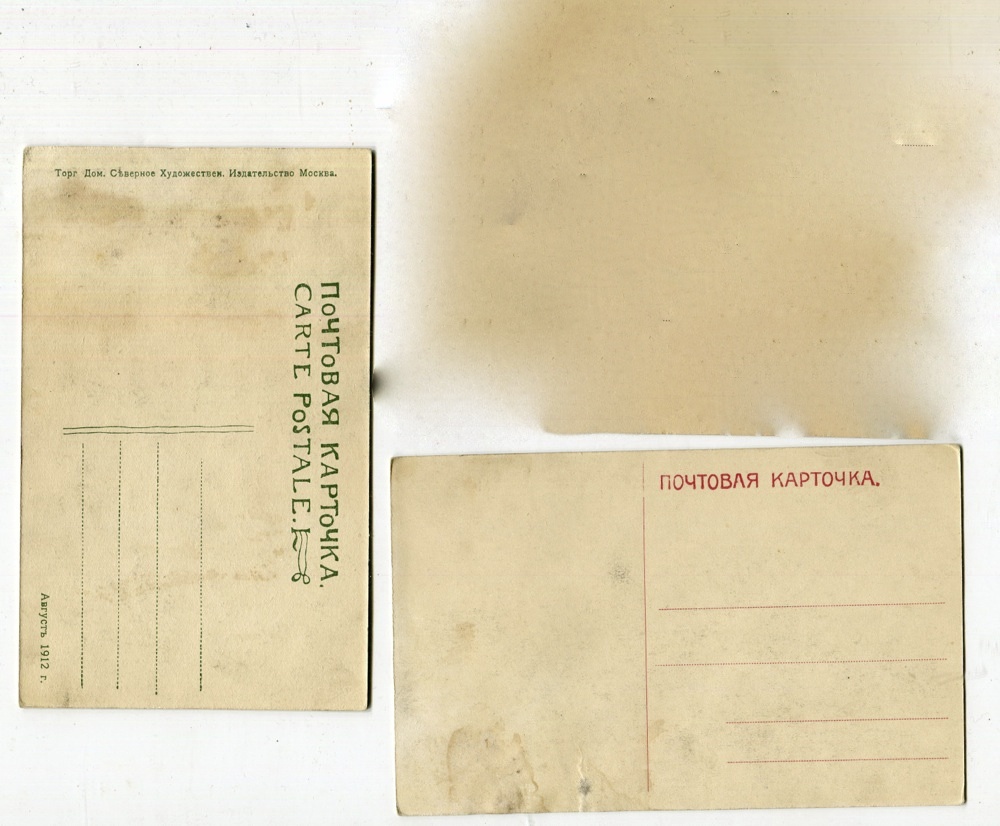 Торг Дом. Сѣверное Художествен. Издательство Москва.
ПОЧТОВАЯ КАРТОЧКА.
CARTE POSTALE.
Августъ 1912 г.
ПОЧТОВАЯ КАРТОЧКА.